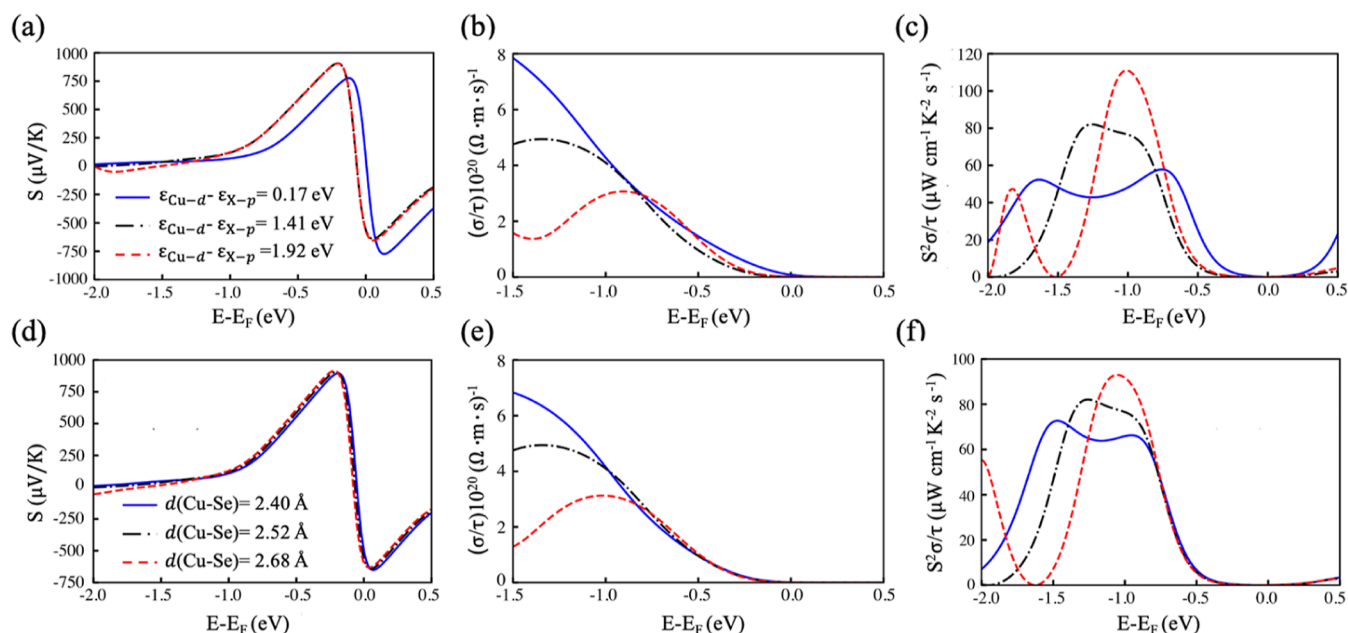 (a)
1000
750
500
250
0
-250
-500
-750
-1000
S (μV/K)
ε_Cu−d- ε_X−p= 0.17 eV
ε_Cu−d- ε_X−p= 1.41 eV
ε_Cu−d- ε_X−p=1.92 eV
-2.0 -1.5 -1.0 -0.5 0.0 0.5
E-E_F (eV)
(b)
8
6
4
2
0
(σ/τ)10^20 (Ω·m·s)^-1
-1.5 -1.0 -0.5 0.0 0.5
E-E_F (eV)
(c)
120
100
80
60
40
20
0
S²σ/τ (μW cm^-1 K^-2 s^-1)
-2.0 -1.5 -1.0 -0.5 0.0 0.5
E-E_F (eV)
(d)
1000
750
500
250
0
-250
-500
-750
S (μV/K)
d(Cu-Se)= 2.40 Å
d(Cu-Se)= 2.52 Å
d(Cu-Se)= 2.68 Å
-2.0 -1.5 -1.0 -0.5 0.0 0.5
E-E_F (eV)
(e)
8
6
4
2
0
(σ/τ)10^20 (Ω·m·s)^-1
-1.5 -1.0 -0.5 0.0 0.5
E-E_F (eV)
(f)
100
80
60
40
20
0
S²σ/τ (μW cm^-1 K^-2 s^-1)
-2.0 -1.5 -1.0 -0.5 0.0 0.5
E-E_F (eV)